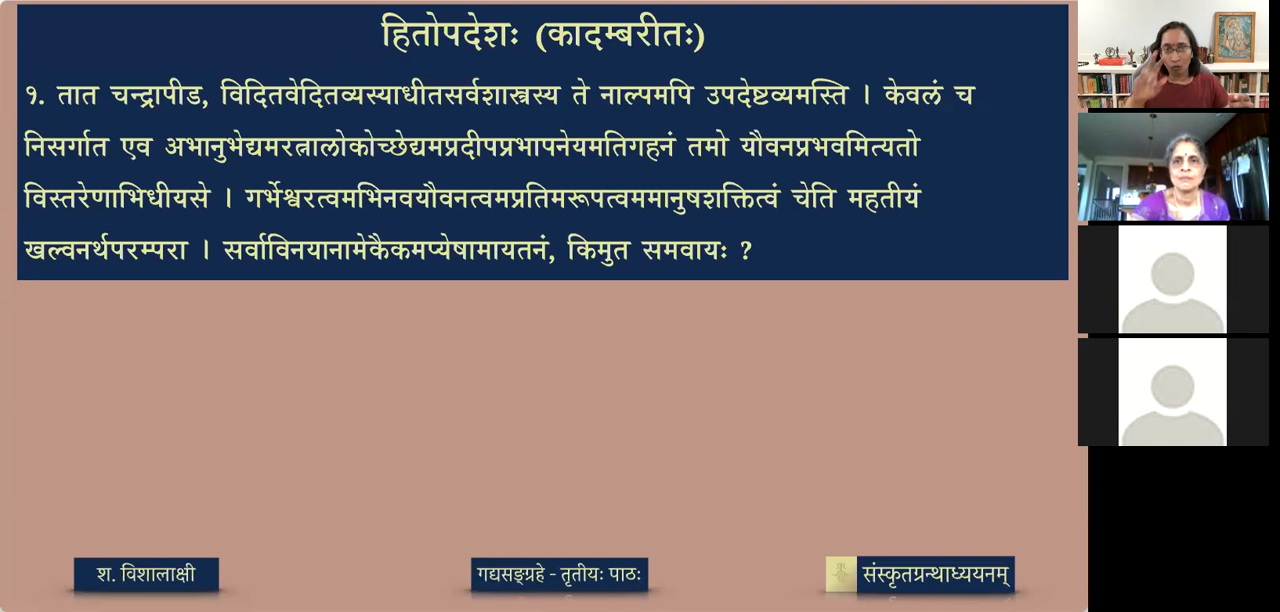 हितोपदेशः (कादम्बरीतः)
१. तात चन्द्रापीड, विदितवेदितव्यस्याधीतसर्वशास्त्रस्य ते नाल्पमपि उपदेष्टव्यमस्ति । केवलं च
निसर्गात एव अभानुभेद्यमरत्नालोकोच्छेद्यमप्रदीपप्रभापनेयमतिगहनं तमो यौवनप्रभवमित्यतो
विस्तरेणाभिधीयसे । गर्भेश्वरत्वमभिनवयौवनत्वमप्रतिमरूपत्वममानुषशक्तित्वं चेति महतीयं
खल्वनर्थपरम्परा । सर्वाविनयानामेकैकमप्येषामायतनं, किमुत समवायः ?
श. विशालाक्षी
गद्यसङ्ग्रहे - तृतीयः पाठः
संस्कृतग्रन्थाध्ययनम्